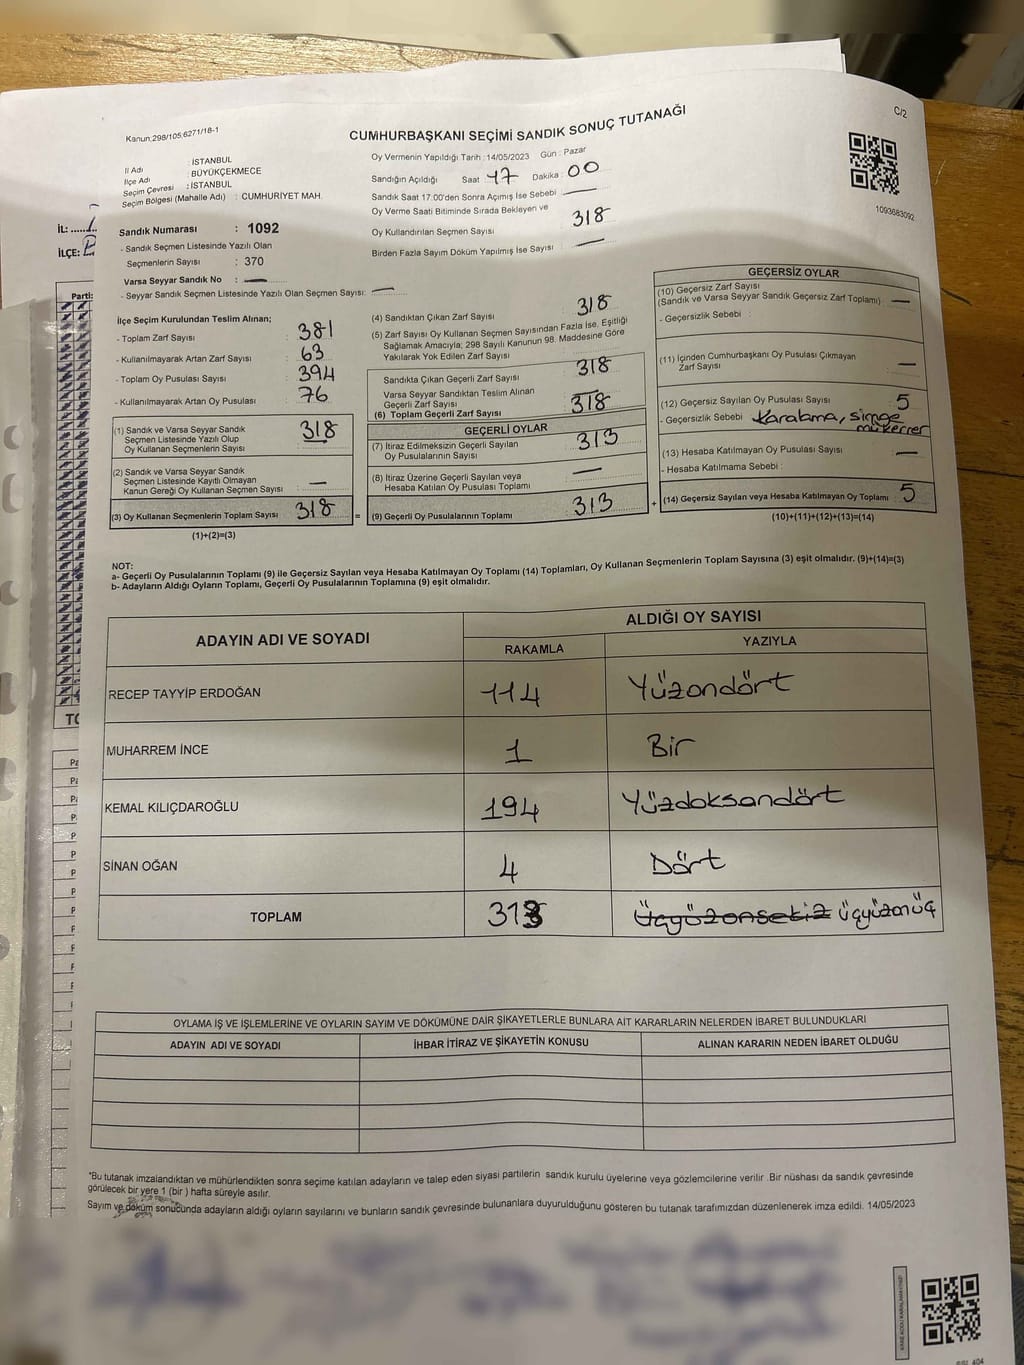 Kanun:298/105;6271/18-1
C/2
CUMHURBAŞKANI SEÇİMİ SANDIK SONUÇ TUTANAĞI
İl Adı : İSTANBUL
İlçe Adı : BÜYÜKÇEKMECE
Seçim Çevresi : İSTANBUL
Seçim Bölgesi (Mahalle Adı) : CUMHURİYET MAH.
Oy Vermenin Yapıldığı Tarih : 14/05/2023 Gün : Pazar
Sandığın Açıldığı Saat 17 Dakika : 00
Sandık Saat 17:00'den Sonra Açımış İse Sebebi : —
Oy Verme Saati Bitiminde Sırada Bekleyen ve
Oy Kullandırılan Seçmen Sayısı : 318
Birden Fazla Sayım Döküm Yapılmış İse Sayısı : —
1093683092
İL:
İLÇE:
Sandık Numarası : 1092
- Sandık Seçmen Listesinde Yazılı Olan
Seçmenlerin Sayısı : 370
Varsa Seyyar Sandık No : —
- Seyyar Sandık Seçmen Listesinde Yazılı Olan Seçmen Sayısı: —
Parti:
İlçe Seçim Kurulundan Teslim Alınan;
- Toplam Zarf Sayısı : 381
- Kullanılmayarak Artan Zarf Sayısı : 63
- Toplam Oy Pusulası Sayısı : 394
- Kullanılmayarak Artan Oy Pusulası : 76
(1) Sandık ve Varsa Seyyar Sandık
Seçmen Listesinde Yazılı Olup
Oy Kullanan Seçmenlerin Sayısı : 318
(2) Sandık ve Varsa Seyyar Sandık
Seçmen Listesinde Kayıtlı Olmayan
Kanun Gereği Oy Kullanan Seçmen Sayısı : —
(3) Oy Kullanan Seçmenlerin Toplam Sayısı : 318 =
(1)+(2)=(3)
(4) Sandıktan Çıkan Zarf Sayısı : 318
(5) Zarf Sayısı Oy Kullanan Seçmen Sayısından Fazla İse, Eşitliği
Sağlamak Amacıyla; 298 Sayılı Kanunun 98. Maddesine Göre
Yakılarak Yok Edilen Zarf Sayısı :
Sandıkta Çıkan Geçerli Zarf Sayısı : 318
Varsa Seyyar Sandıktan Teslim Alınan
Geçerli Zarf Sayısı :
(6) Toplam Geçerli Zarf Sayısı : 318
GEÇERLİ OYLAR
(7) İtiraz Edilmeksizin Geçerli Sayılan
Oy Pusulalarının Sayısı : 313
(8) İtiraz Üzerine Geçerli Sayılan veya
Hesaba Katılan Oy Pusulası Toplamı : —
(9) Geçerli Oy Pusulalarının Toplamı : 313 +
GEÇERSİZ OYLAR
(10) Geçersiz Zarf Sayısı
(Sandık ve Varsa Seyyar Sandık Geçersiz Zarf Toplamı) : —
- Geçersizlik Sebebi :
(11) İçinden Cumhurbaşkanı Oy Pusulası Çıkmayan
Zarf Sayısı : —
(12) Geçersiz Sayılan Oy Pusulası Sayısı : 5
- Geçersizlik Sebebi : Karalama, simge
mükerrer
(13) Hesaba Katılmayan Oy Pusulası Sayısı : —
- Hesaba Katılmama Sebebi :
(14) Geçersiz Sayılan veya Hesaba Katılmayan Oy Toplamı : 5
(10)+(11)+(12)+(13)=(14)
NOT:
a- Geçerli Oy Pusulalarının Toplamı (9) ile Geçersiz Sayılan veya Hesaba Katılmayan Oy Toplamı (14) Toplamları, Oy Kullanan Seçmenlerin Toplam Sayısına (3) eşit olmalıdır. (9)+(14)=(3)
b- Adayların Aldığı Oyların Toplamı, Geçerli Oy Pusulalarının Toplamına (9) eşit olmalıdır.
ADAYIN ADI VE SOYADI
ALDIĞI OY SAYISI
RAKAMLA YAZIYLA
RECEP TAYYİP ERDOĞAN 114 Yüzondört
MUHARREM İNCE 1 Bir
KEMAL KILIÇDAROĞLU 194 Yüzdoksandört
SİNAN OĞAN 4 Dört
TOPLAM 313 Üçyüzonsekiz üçyüzonüç
OYLAMA İŞ VE İŞLEMLERİNE VE OYLARIN SAYIM VE DÖKÜMÜNE DAİR ŞİKAYETLERLE BUNLARA AİT KARARLARIN NELERDEN İBARET BULUNDUKLARI
ADAYIN ADI VE SOYADI İHBAR İTİRAZ VE ŞİKAYETİN KONUSU ALINAN KARARIN NEDEN İBARET OLDUĞU
*Bu tutanak imzalandıktan ve mühürlendikten sonra seçime katılan adayların ve talep eden siyasi partilerin sandık kurulu üyelerine veya gözlemcilerine verilir .Bir nüshası da sandık çevresinde
görülecek bir yere 1 (bir ) hafta süreyle asılır.
Sayım ve döküm sonucunda adayların aldığı oyların sayılarını ve bunların sandık çevresinde bulunanlara duyurulduğunu gösteren bu tutanak tarafımızdan düzenlenerek imza edildi. 14/05/2023